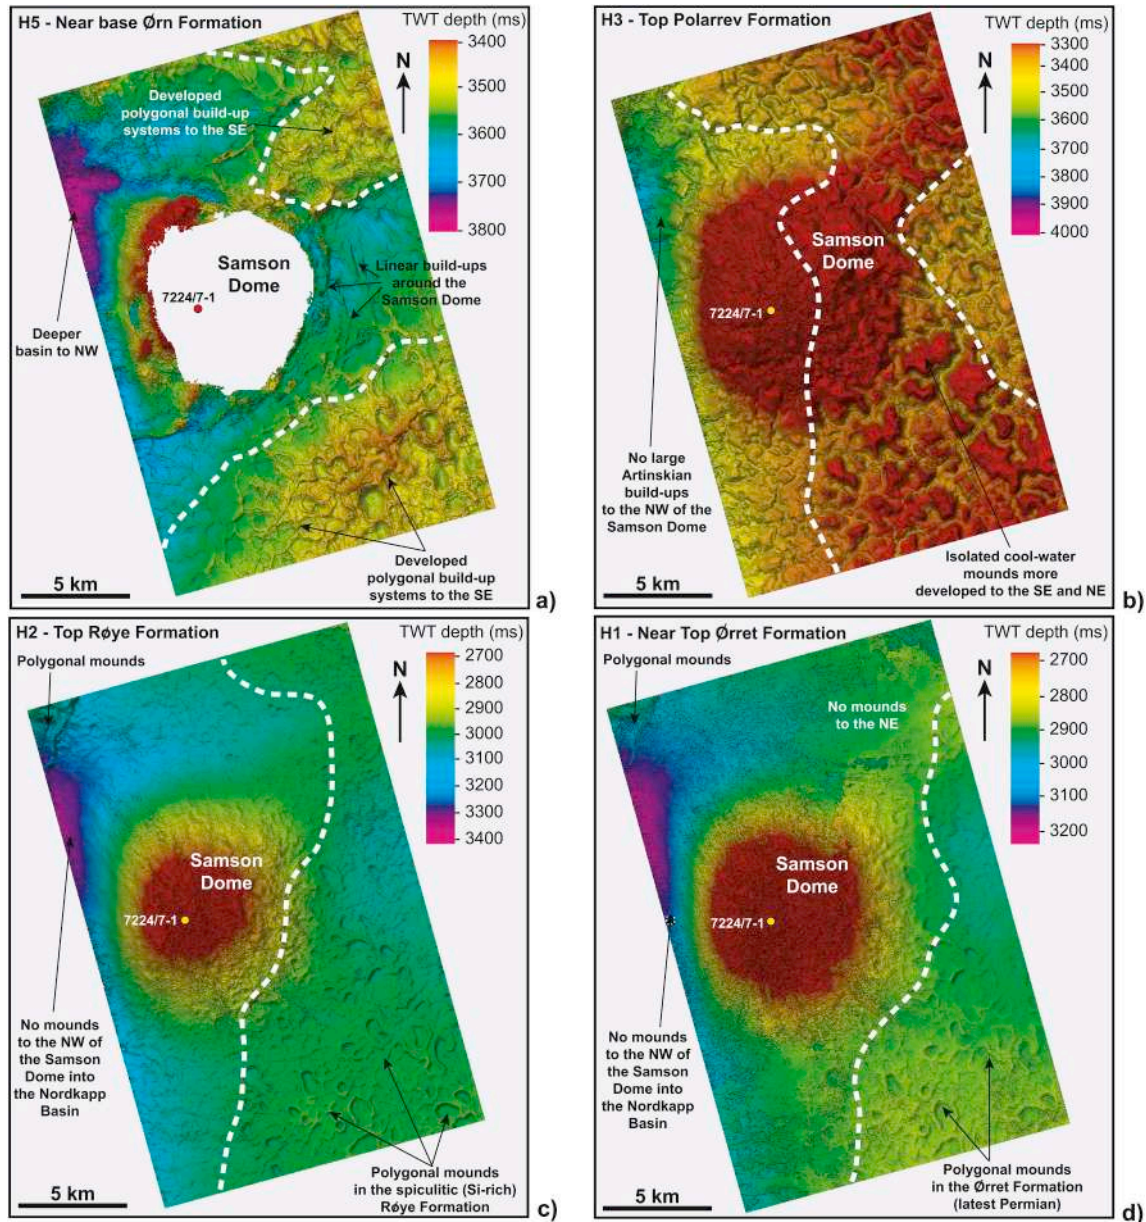 H5 - Near base Ørn Formation
TWT depth (ms)
3400
3500
3600
3700
3800
N
Developed
polygonal build-up
systems to the SE
Samson
Dome
7224/7-1
Linear build-ups
around the
Samson Dome
Deeper
basin to NW
Developed
polygonal build-up
systems to the SE
5 km
a)
H3 - Top Polarrev Formation
TWT depth (ms)
3300
3400
3500
3600
3700
3800
3900
4000
N
Samson
Dome
7224/7-1
No large
Artinskian
build-ups
to the NW of the
Samson Dome
Isolated cool-water
mounds more
developed to the SE and NE
5 km
b)
H2 - Top Røye Formation
TWT depth (ms)
Polygonal mounds
2700
2800
2900
3000
3100
3200
3300
3400
N
Samson
Dome
7224/7-1
No mounds
to the NW of
the Samson
Dome into
the Nordkapp
Basin
Polygonal mounds
in the spiculitic (Si-rich)
Røye Formation
5 km
c)
H1 - Near Top Ørret Formation
TWT depth (ms)
Polygonal mounds
2700
2800
2900
3000
3100
3200
N
No mounds
to the NE
Samson
Dome
7224/7-1
No mounds
to the NW of
the Samson
Dome into
the Nordkapp
Basin
Polygonal mounds
in the Ørret Formation
(latest Permian)
5 km
d)